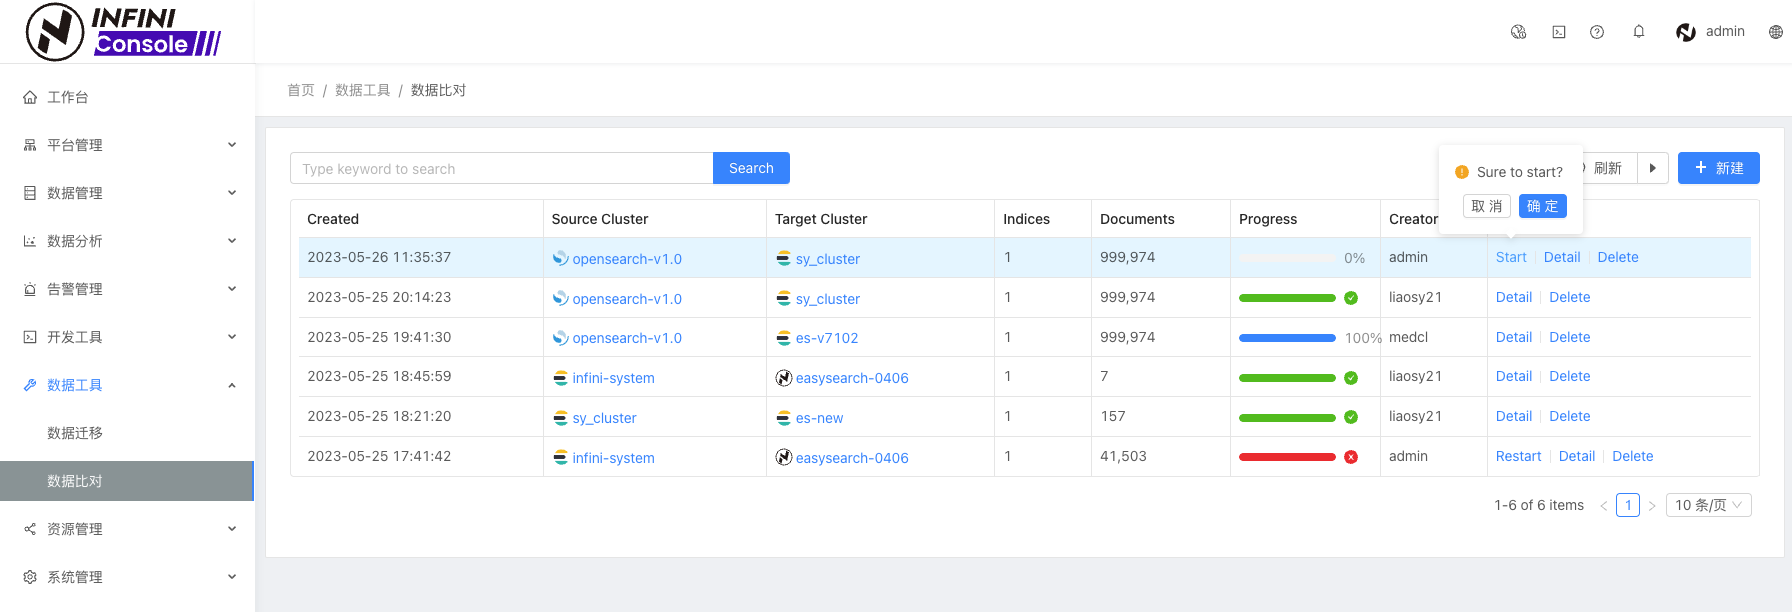 INFINI
Console
admin
工作台
平台管理
数据管理
数据分析
告警管理
开发工具
数据工具
数据迁移
数据比对
资源管理
系统管理
首页 / 数据工具 / 数据比对
Type keyword to search
Search
Sure to start?
取 消
确 定
刷新
新建
Created Source Cluster Target Cluster Indices Documents Progress Creator
2023-05-26 11:35:37 opensearch-v1.0 sy_cluster 1 999,974 0% admin Start Detail Delete
2023-05-25 20:14:23 opensearch-v1.0 sy_cluster 1 999,974 liaosy21 Detail Delete
2023-05-25 19:41:30 opensearch-v1.0 es-v7102 1 999,974 100% medcl Detail Delete
2023-05-25 18:45:59 infini-system easysearch-0406 1 7 liaosy21 Detail Delete
2023-05-25 18:21:20 sy_cluster es-new 1 157 liaosy21 Detail Delete
2023-05-25 17:41:42 infini-system easysearch-0406 1 41,503 admin Restart Detail Delete
1-6 of 6 items < 1 > 10 条/页